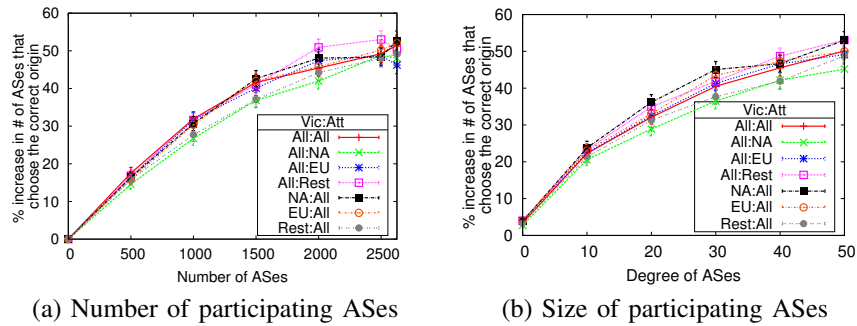 % increase in # of ASes that
choose the correct origin
60
50
40
30
20
10
0
0 500 1000 1500 2000 2500
Number of ASes
Vic:Att
All:All
All:NA
All:EU
All:Rest
NA:All
EU:All
Rest:All
(a) Number of participating ASes
% increase in # of ASes that
choose the correct origin
60
50
40
30
20
10
0
0 10 20 30 40 50
Degree of ASes
Vic:Att
All:All
All:NA
All:EU
All:Rest
NA:All
EU:All
Rest:All
(b) Size of participating ASes